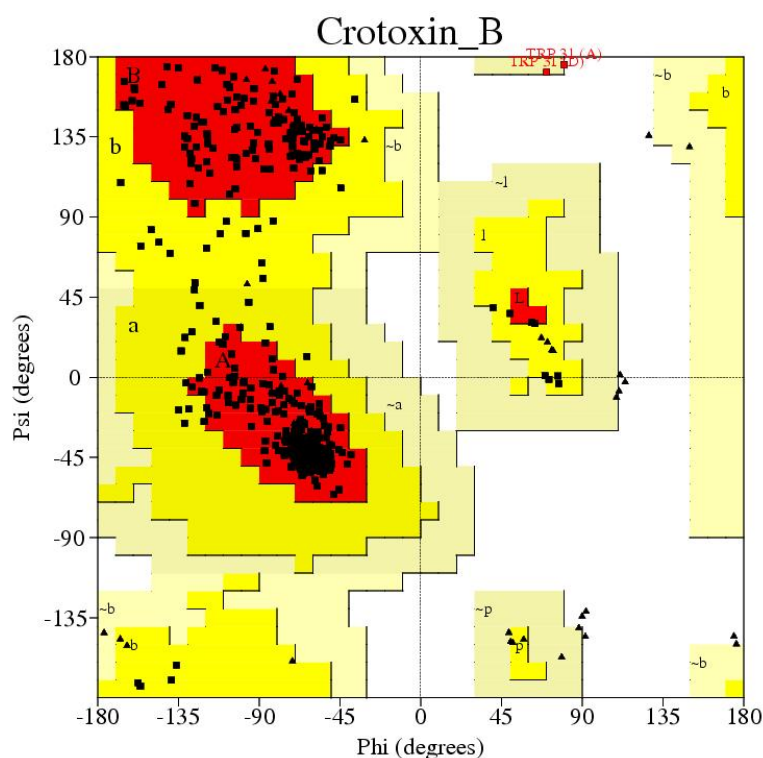 Crotoxin_B
180
135
90
45
0
-45
-90
-135
Psi (degrees)
B
b
~b
~b
b
TRP 31 (A)
TRP 31 (D)
~l
l
L
a
A
~a
~b
b
~p
p
~b
-180
-135
-90
-45
0
45
90
135
180
Phi (degrees)